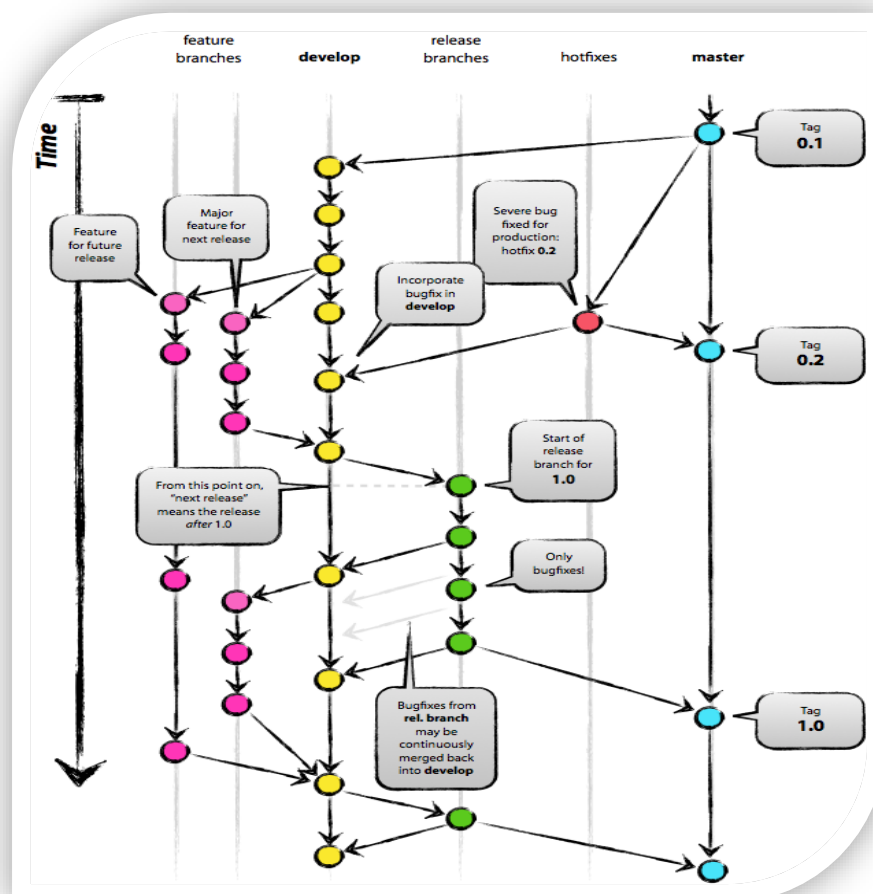 feature
branches
develop
release
branches
hotfixes
master
Time
Tag
0.1
Major
feature for
next release
Severe bug
fixed for
production:
hotfix 0.2
Feature
for future
release
Incorporate
bugfix in
develop
Tag
0.2
Start of
release
branch for
1.0
From this point on,
“next release”
means the release
after 1.0
Only
bugfixes!
Bugfixes from
rel. branch
may be
continuously
merged back
into develop
Tag
1.0